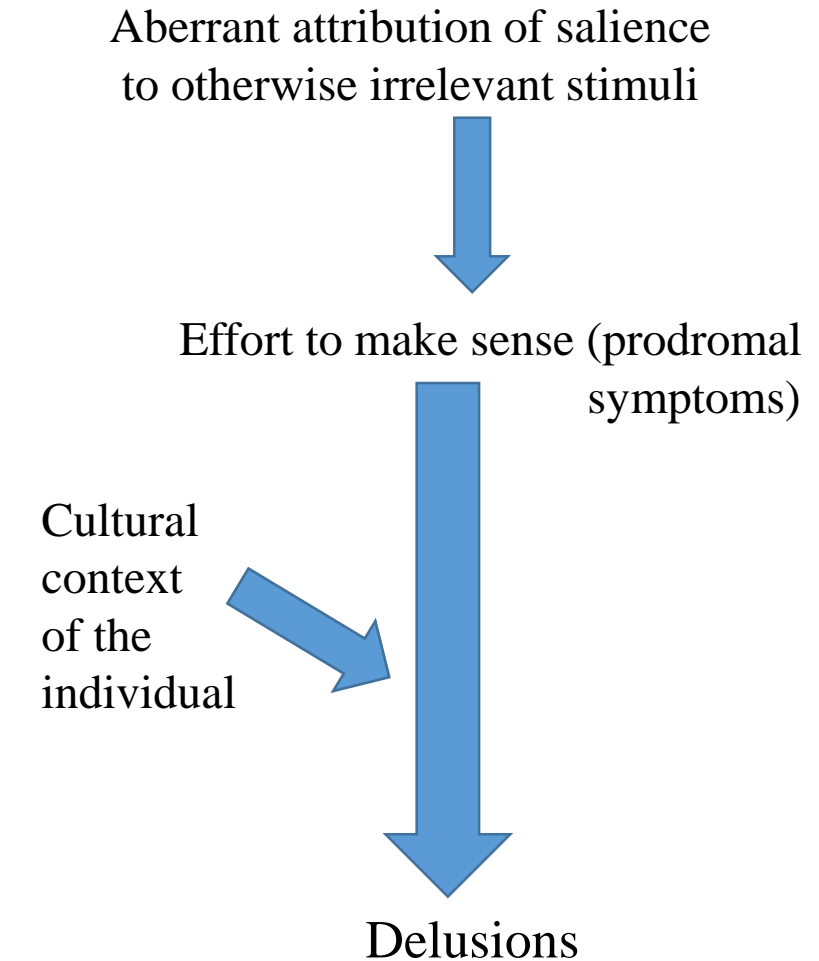 Aberrant attribution of salience
to otherwise irrelevant stimuli
Effort to make sense (prodromal
symptoms)
Cultural
context
of the
individual
Delusions